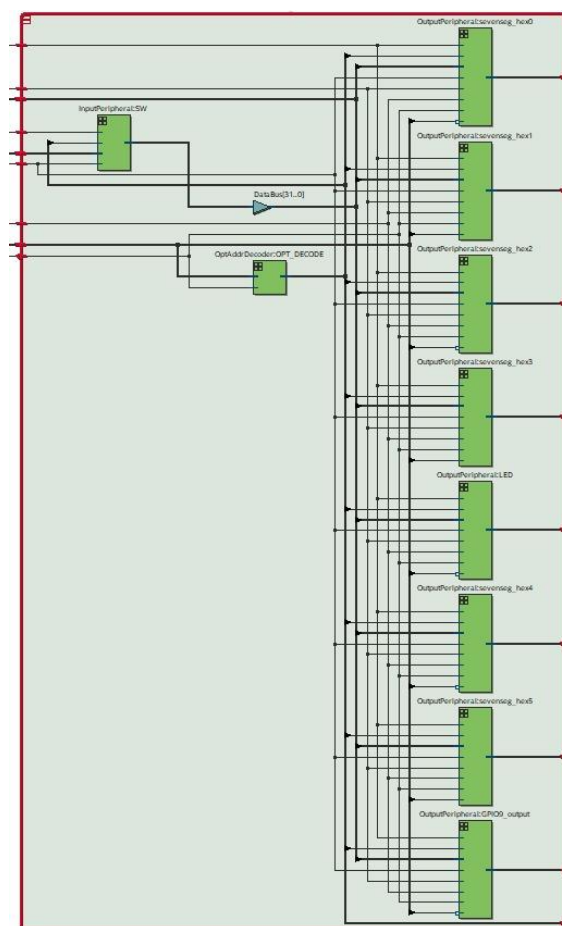 OutputPeripheral:sevenseg_hex0
InputPeripheral:SW
OutputPeripheral:sevenseg_hex1
DataBus[31..0]
OptAddrDecoder:OPT_DECODE
OutputPeripheral:sevenseg_hex2
OutputPeripheral:sevenseg_hex3
OutputPeripheral:LED
OutputPeripheral:sevenseg_hex4
OutputPeripheral:sevenseg_hex5
OutputPeripheral:GPIO9_output